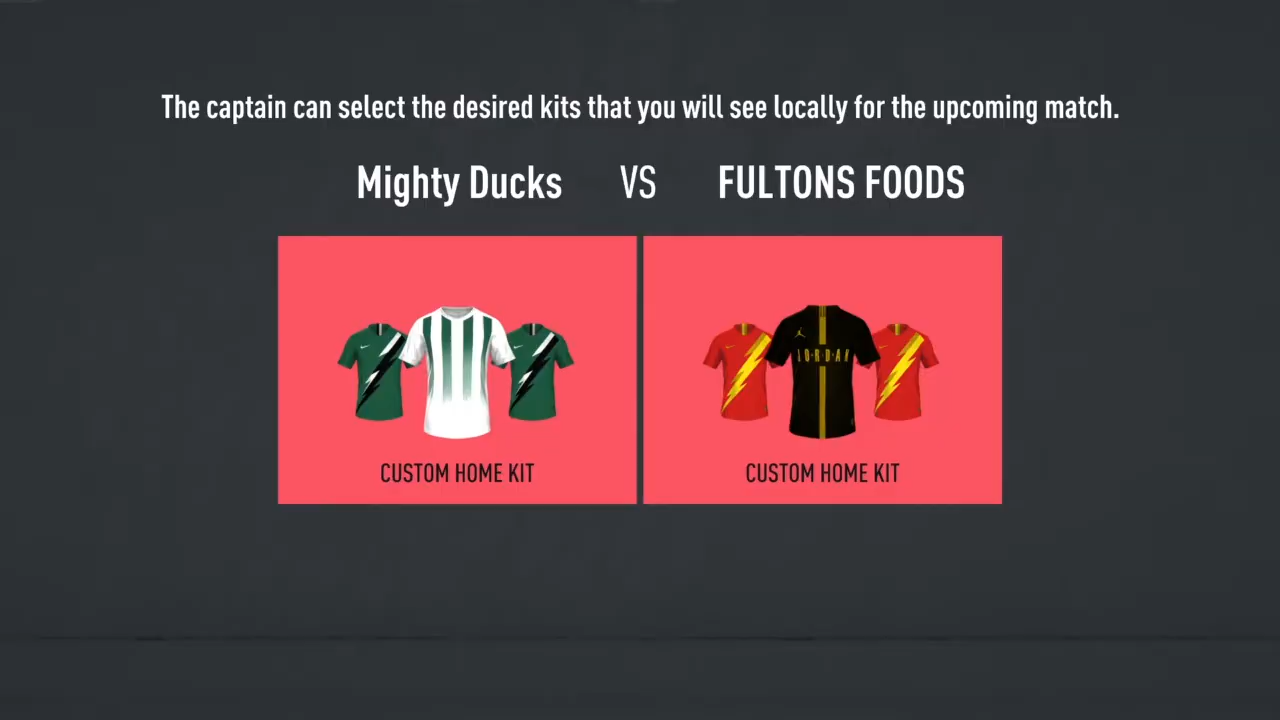 The captain can select the desired kits that you will see locally for the upcoming match.
Mighty Ducks VS FULTONS FOODS
JORDAN
CUSTOM HOME KIT CUSTOM HOME KIT